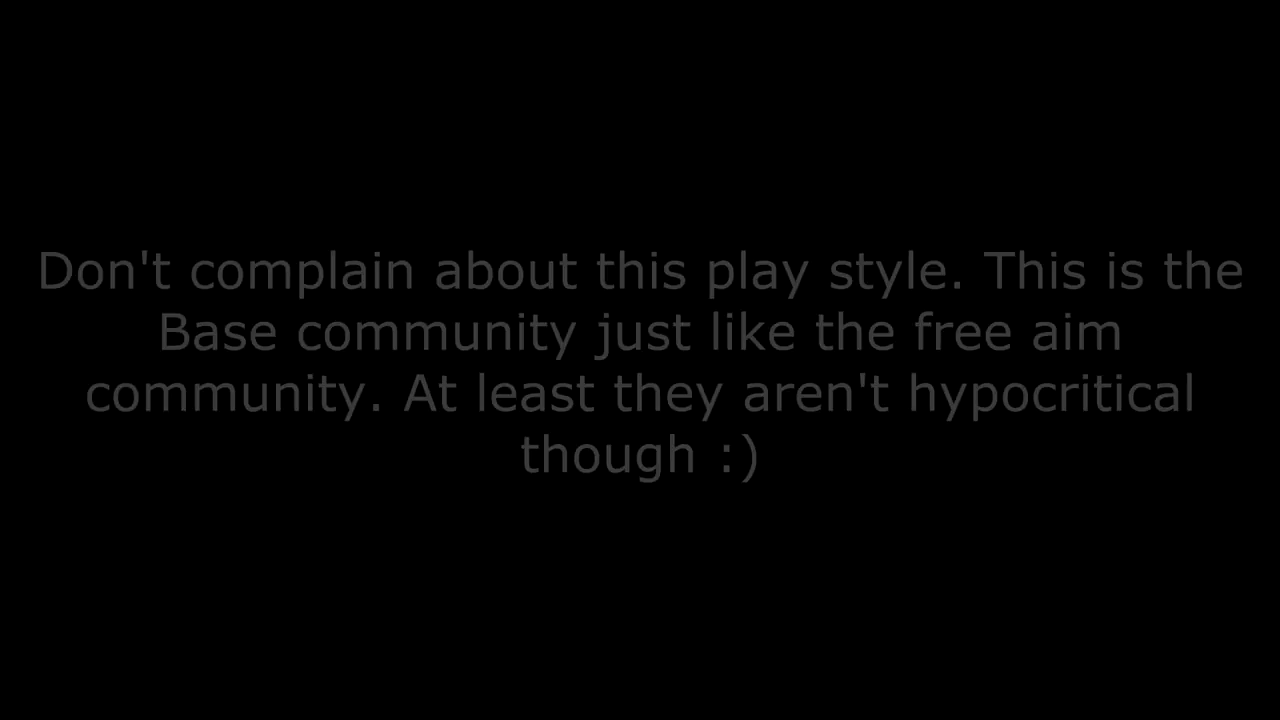 Don't complain about this play style. This is the
Base community just like the free aim
community. At least they aren't hypocritical
though :)